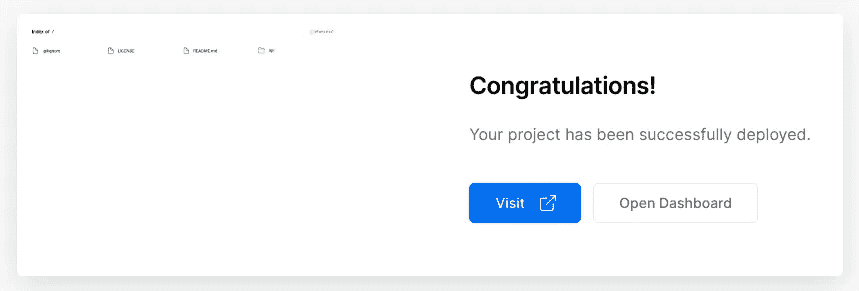 Index of /
.gitignore LICENSE README.md api
Congratulations!
Your project has been successfully deployed.
Visit
Open Dashboard